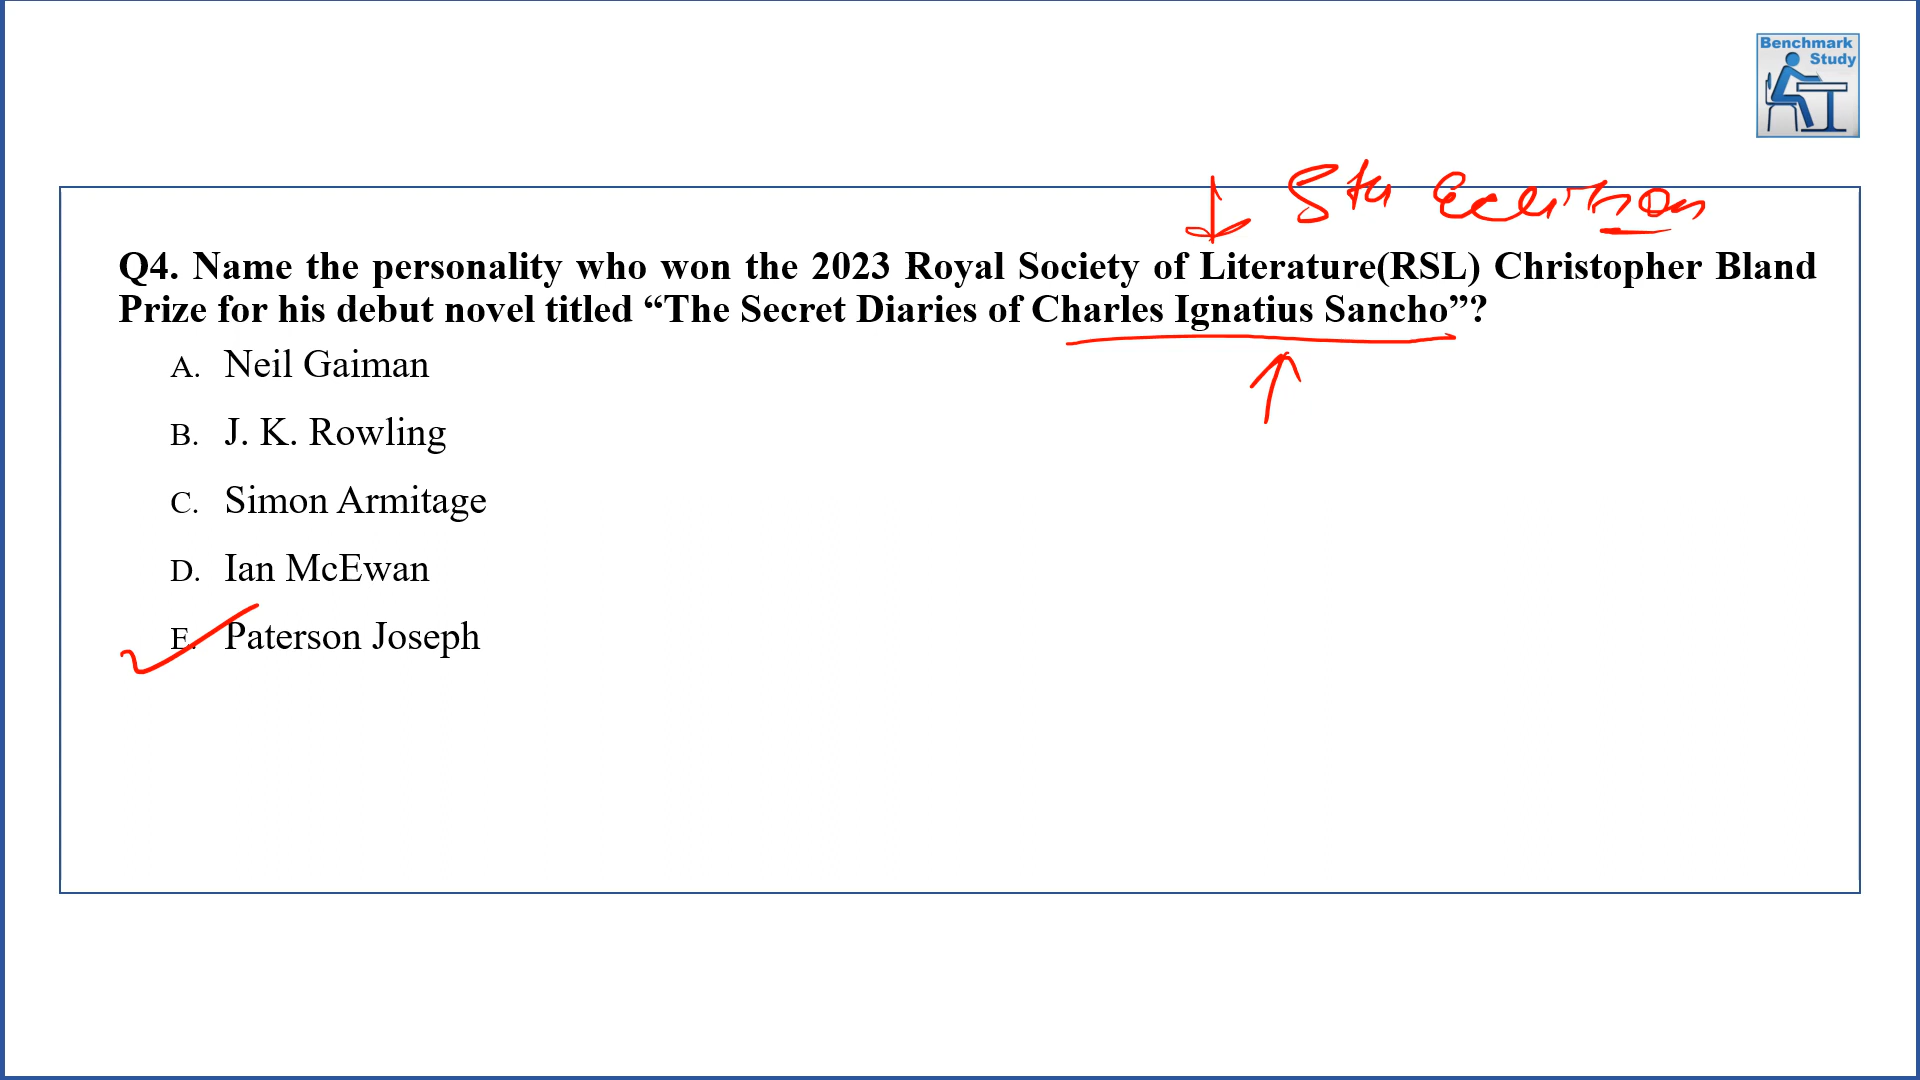 Benchmark
Study
5th Edition
Q4. Name the personality who won the 2023 Royal Society of Literature(RSL) Christopher Bland
Prize for his debut novel titled “The Secret Diaries of Charles Ignatius Sancho”?
A. Neil Gaiman
B. J. K. Rowling
C. Simon Armitage
D. Ian McEwan
E. Paterson Joseph